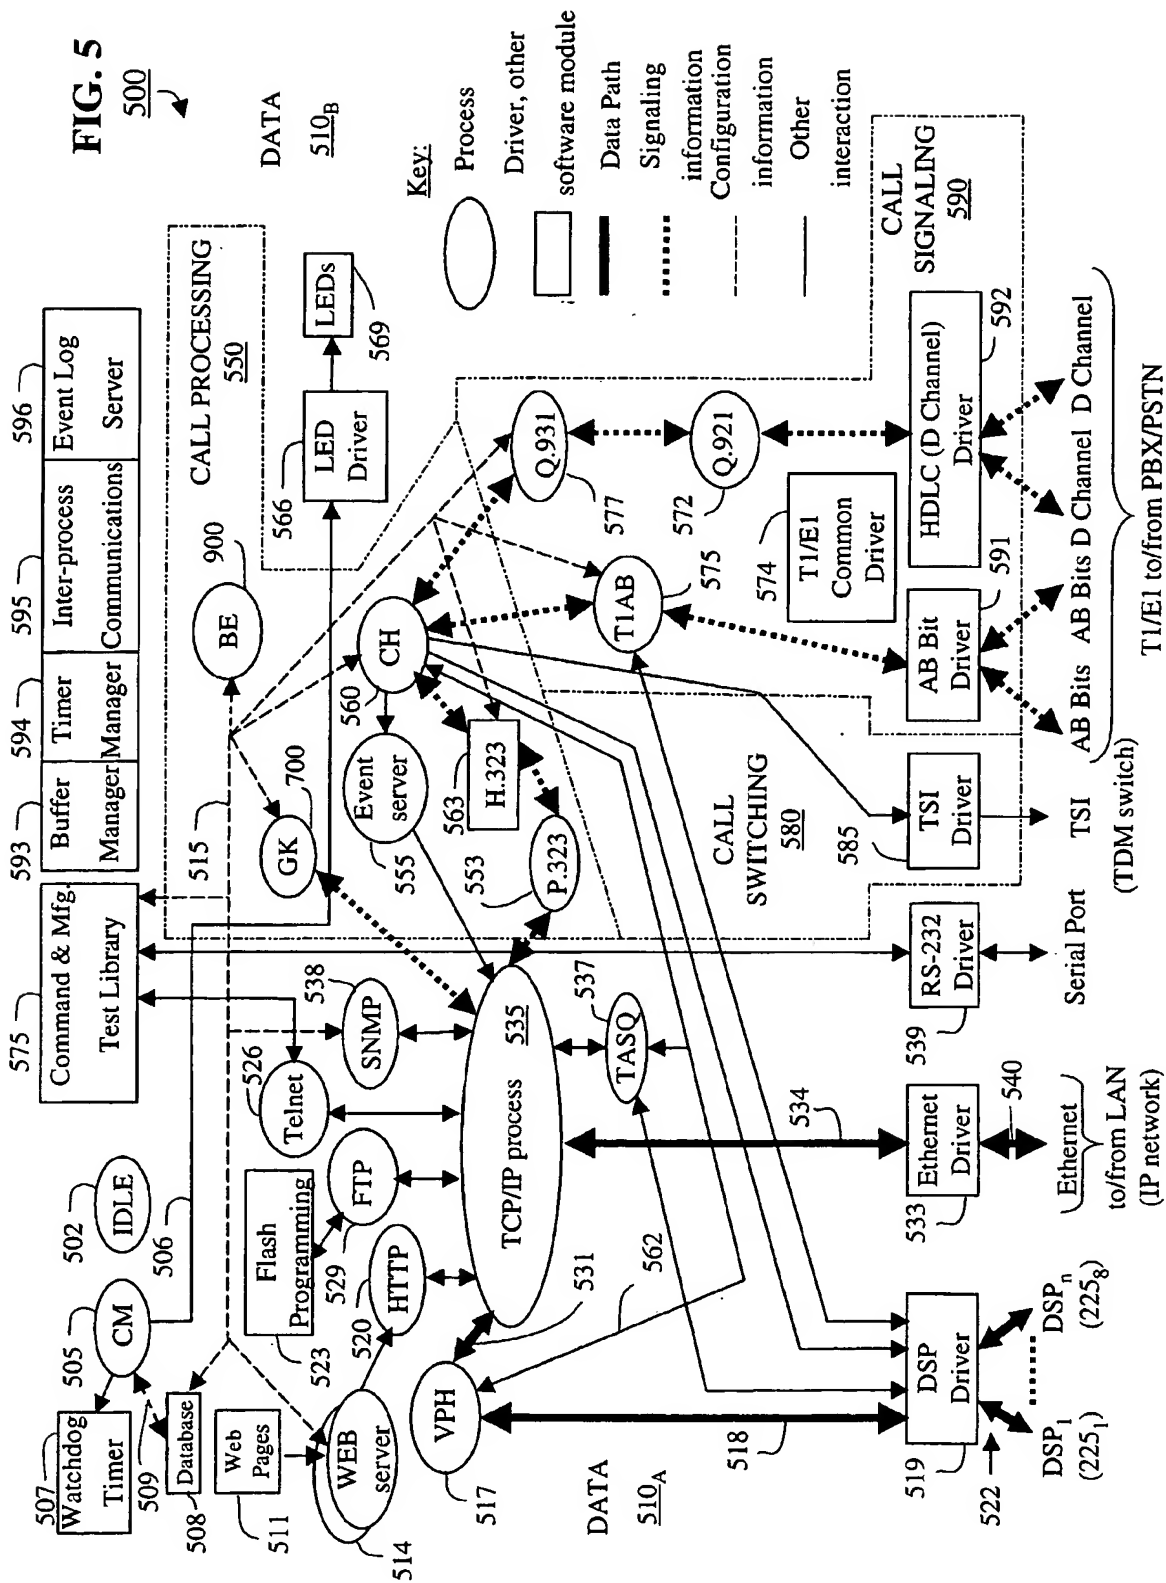 FIG. 5
500
575
593
594
595
596
Command & Mfg.
Test Library
Buffer
Manager
Timer
Manager
Inter-process
Communications
Event Log
Server
507
Watchdog
Timer
505
CM
502
IDLE
506
509
Database
508
515
CALL PROCESSING
550
BE
900
GK
700
DATA
510B
Web
Pages
511
WEB
server
514
Flash
Programming
523
HTTP
520
FTP
529
Telnet
526
SNMP
538
Event
server
555
CH
560
566
LED
Driver
LEDs
569
Key:
Process
Driver, other
software module
Data Path
Signaling
information
Configuration
information
Other
interaction
VPH
517
531
TCP/IP process
535
P.323
553
H.323
563
Q.931
577
Q.921
572
T1AB
575
574
T1/E1
Common
Driver
TASQ
537
562
534
518
DATA
510A
CALL
SWITCHING
580
CALL
SIGNALING
590
519
DSP
Driver
533
Ethernet
Driver
539
RS-232
Driver
585
TSI
Driver
AB Bit
Driver
591
HDLC (D Channel)
Driver
592
522
540
DSP1
(2251)
DSPn
(2258)
Ethernet
to/from LAN
(IP network)
Serial Port
TSI
(TDM switch)
AB Bits
AB Bits
D Channel
D Channel
T1/E1 to/from PBX/PSTN